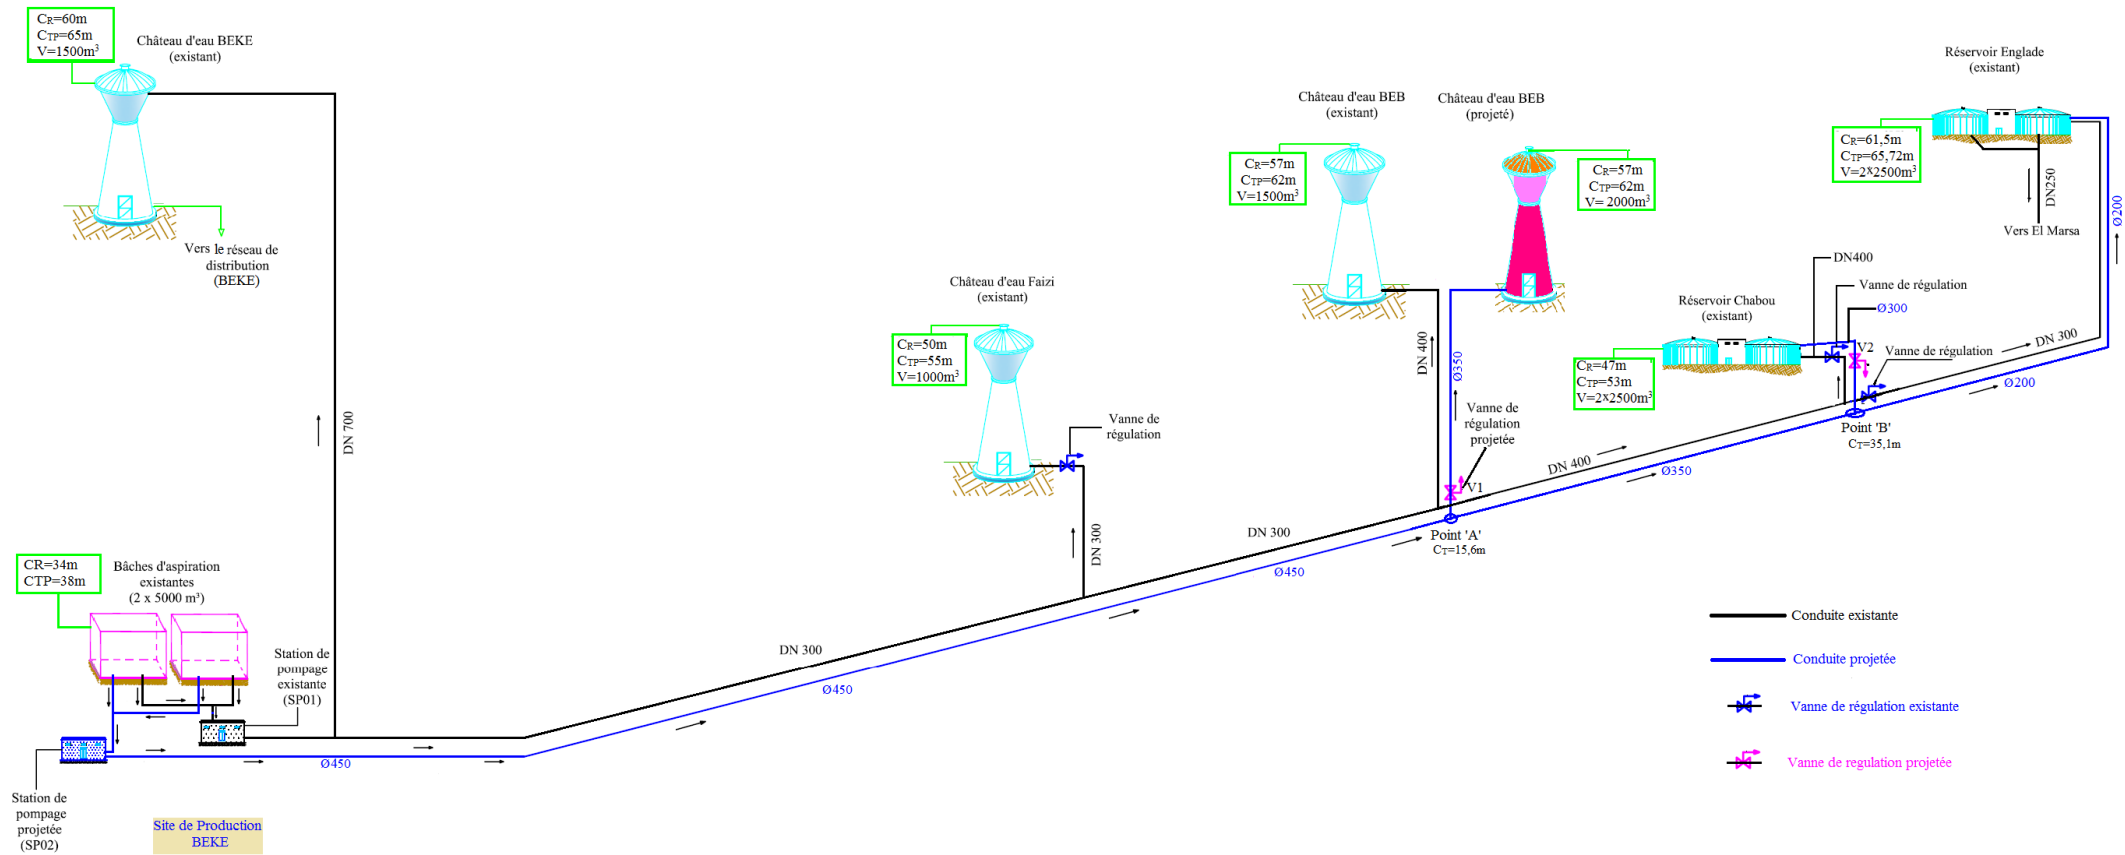 CR=60m
CTP=65m
V=1500m³
Château d'eau BEKE
(existant)
Vers le réseau de
distribution
(BEKE)
DN 700
CR=34m
CTP=38m
Bâches d'aspiration
existantes
(2 x 5000 m³)
Station de
pompage
existante
(SP01)
Station de
pompage
projetée
(SP02)
Site de Production
BEKE
Ø450
DN 300
Ø450
Château d'eau Faizi
(existant)
CR=50m
CTP=55m
V=1000m³
Vanne de
régulation
DN 300
DN 300
Ø450
Château d'eau BEB
(existant)
CR=57m
CTP=62m
V=1500m³
Château d'eau BEB
(projeté)
CR=57m
CTP=62m
V= 2000m³
DN 400
Ø350
Vanne de
régulation
projetée
V1
Point 'A'
CT=15,6m
DN 400
Ø350
Réservoir Chabou
(existant)
CR=47m
CTP=53m
V=2x2500m³
DN400
Vanne de régulation
Ø300
V2
Vanne de régulation
Point 'B'
CT=35,1m
DN 300
Ø200
Réservoir Englade
(existant)
CR=61,5m
CTP=65,72m
V=2x2500m³
DN250
Vers El Marsa
Ø200
Conduite existante
Conduite projetée
Vanne de régulation existante
Vanne de regulation projetée